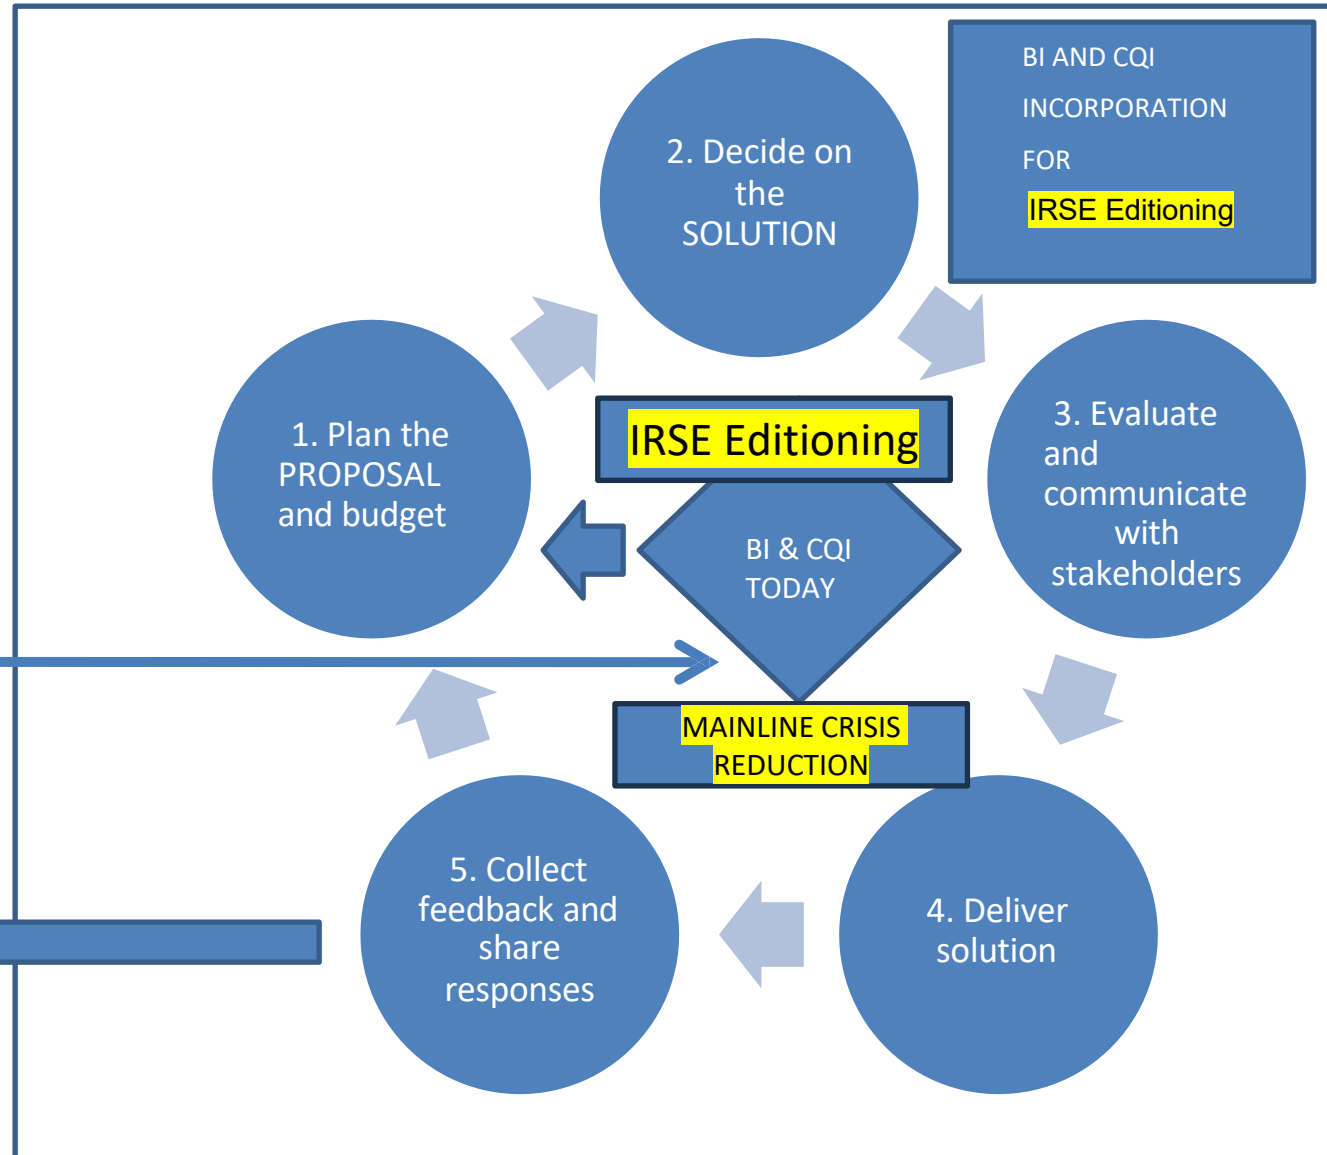 BI AND CQI
INCORPORATION
FOR
IRSE Editioning
2. Decide on
the
SOLUTION
1. Plan the
PROPOSAL
and budget
IRSE Editioning
3. Evaluate
and
communicate
with
stakeholders
BI & CQI
TODAY
MAINLINE CRISIS
REDUCTION
5. Collect
feedback and
share
responses
4. Deliver
solution